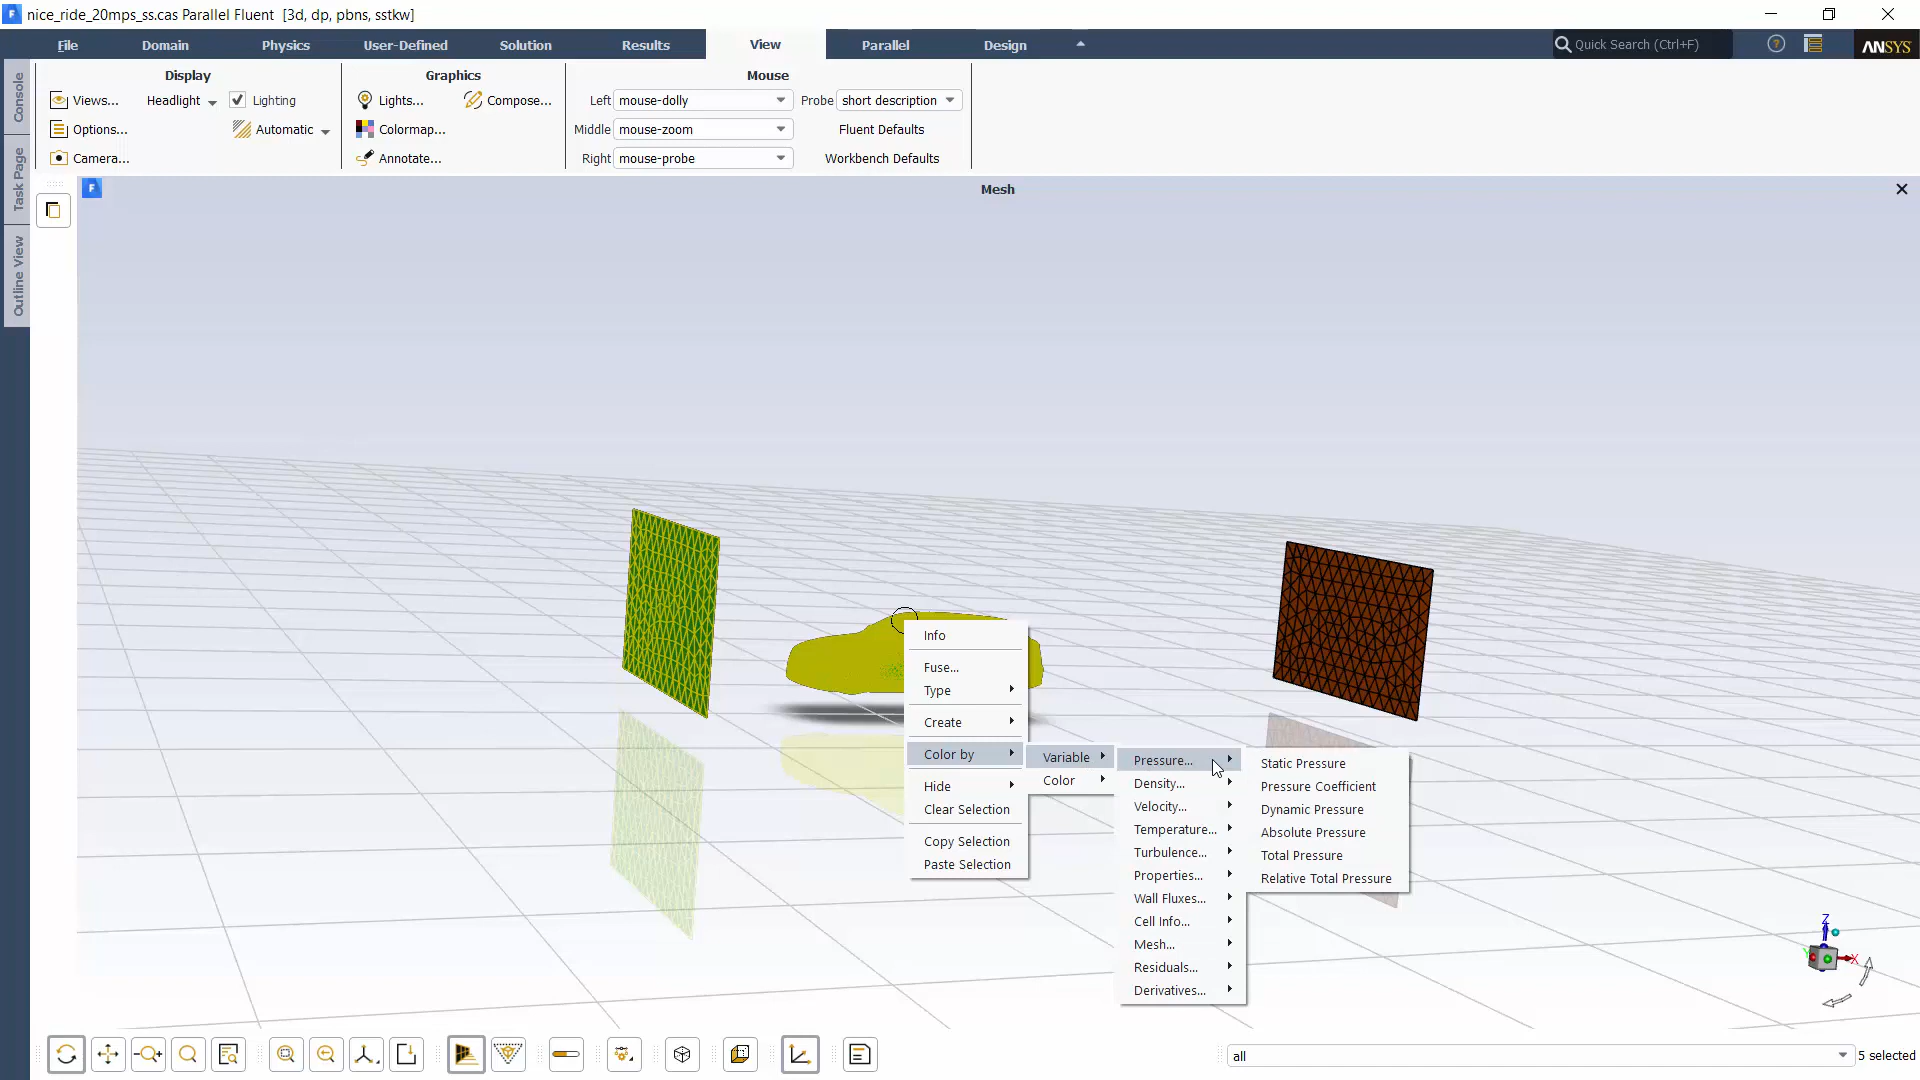 nice_ride_20mps_ss.cas Parallel Fluent [3d, dp, pbns, sstkw]
File Domain Physics User-Defined Solution Results View Parallel Design Quick Search (Ctrl+F) ANSYS
Display Graphics Mouse
Views... Headlight Lighting Lights... Compose... Left mouse-dolly Probe short description
Options... Automatic Colormap... Middle mouse-zoom Fluent Defaults
Camera... Annotate... Right mouse-probe Workbench Defaults
Console
Task Page
Outline View
Mesh
Info
Fuse...
Type
Create
Color by
Hide
Clear Selection
Copy Selection
Paste Selection
Variable
Color
Pressure...
Density...
Velocity...
Temperature...
Turbulence...
Properties...
Wall Fluxes...
Cell Info...
Mesh...
Residuals...
Derivatives...
Static Pressure
Pressure Coefficient
Dynamic Pressure
Absolute Pressure
Total Pressure
Relative Total Pressure
Z
Y
X
all 5 selected